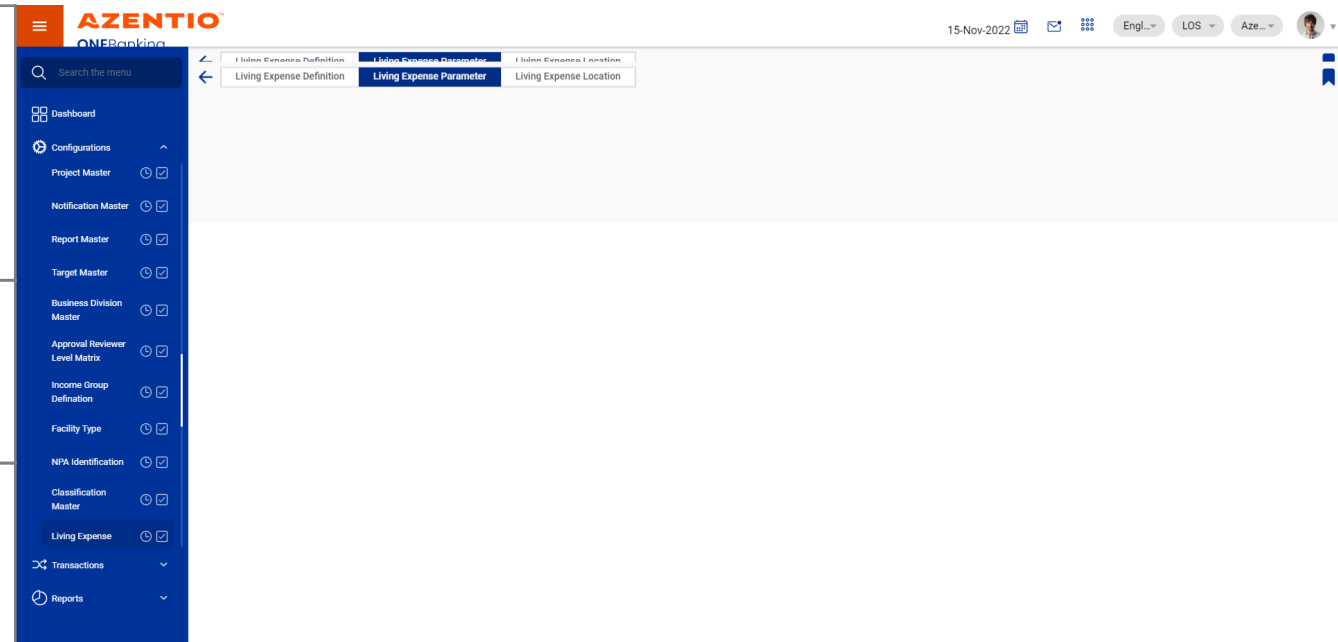 AZENTIO™
ONEBanking
15-Nov-2022
Engl...
LOS
Aze...
Search the menu
Dashboard
Configurations
Project Master
Notification Master
Report Master
Target Master
Business Division
Master
Approval Reviewer
Level Matrix
Income Group
Defination
Facility Type
NPA Identification
Classification
Master
Living Expense
Transactions
Reports
Living Expense Definition Living Expense Parameter Living Expense Location
Living Expense Definition Living Expense Parameter Living Expense Location